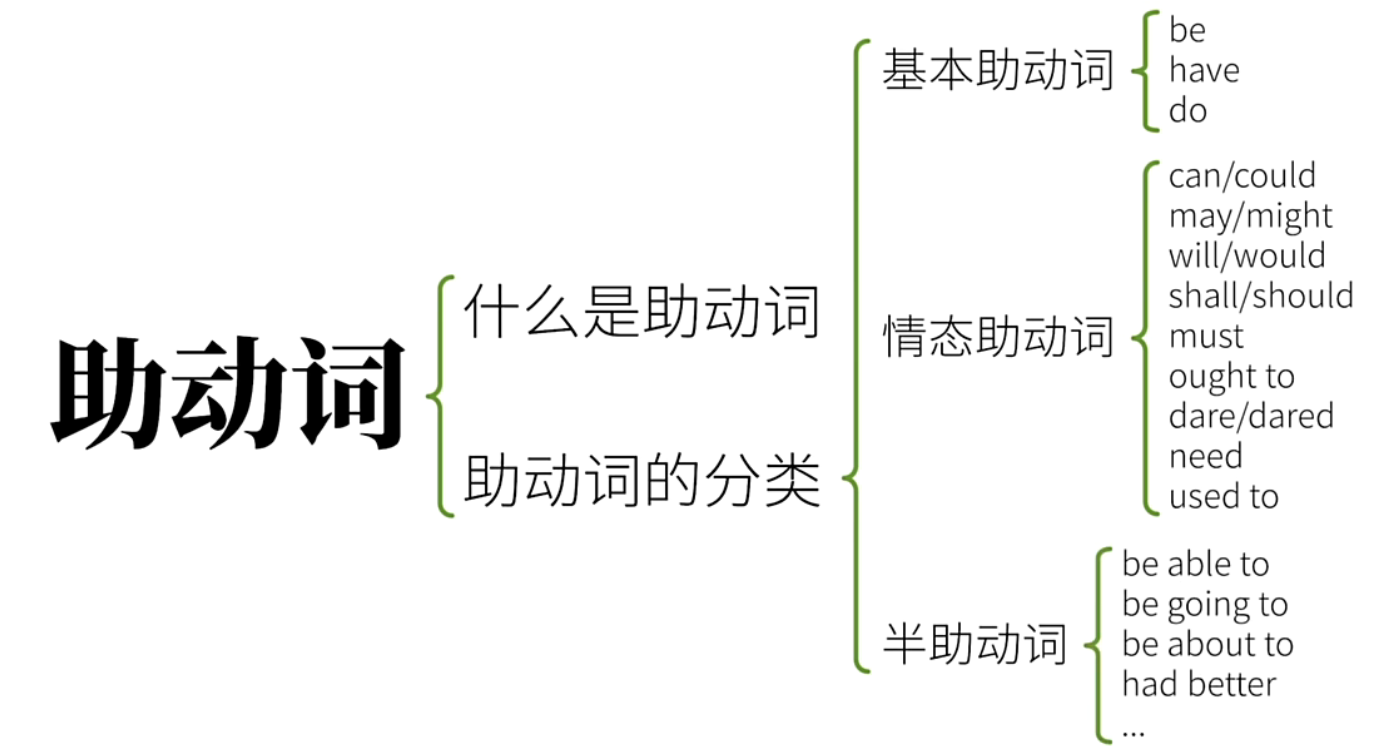 助动词
什么是助动词
助动词的分类
基本助动词
be
have
do
情态助动词
can/could
may/might
will/would
shall/should
must
ought to
dare/dared
need
used to
半助动词
be able to
be going to
be about to
had better
...